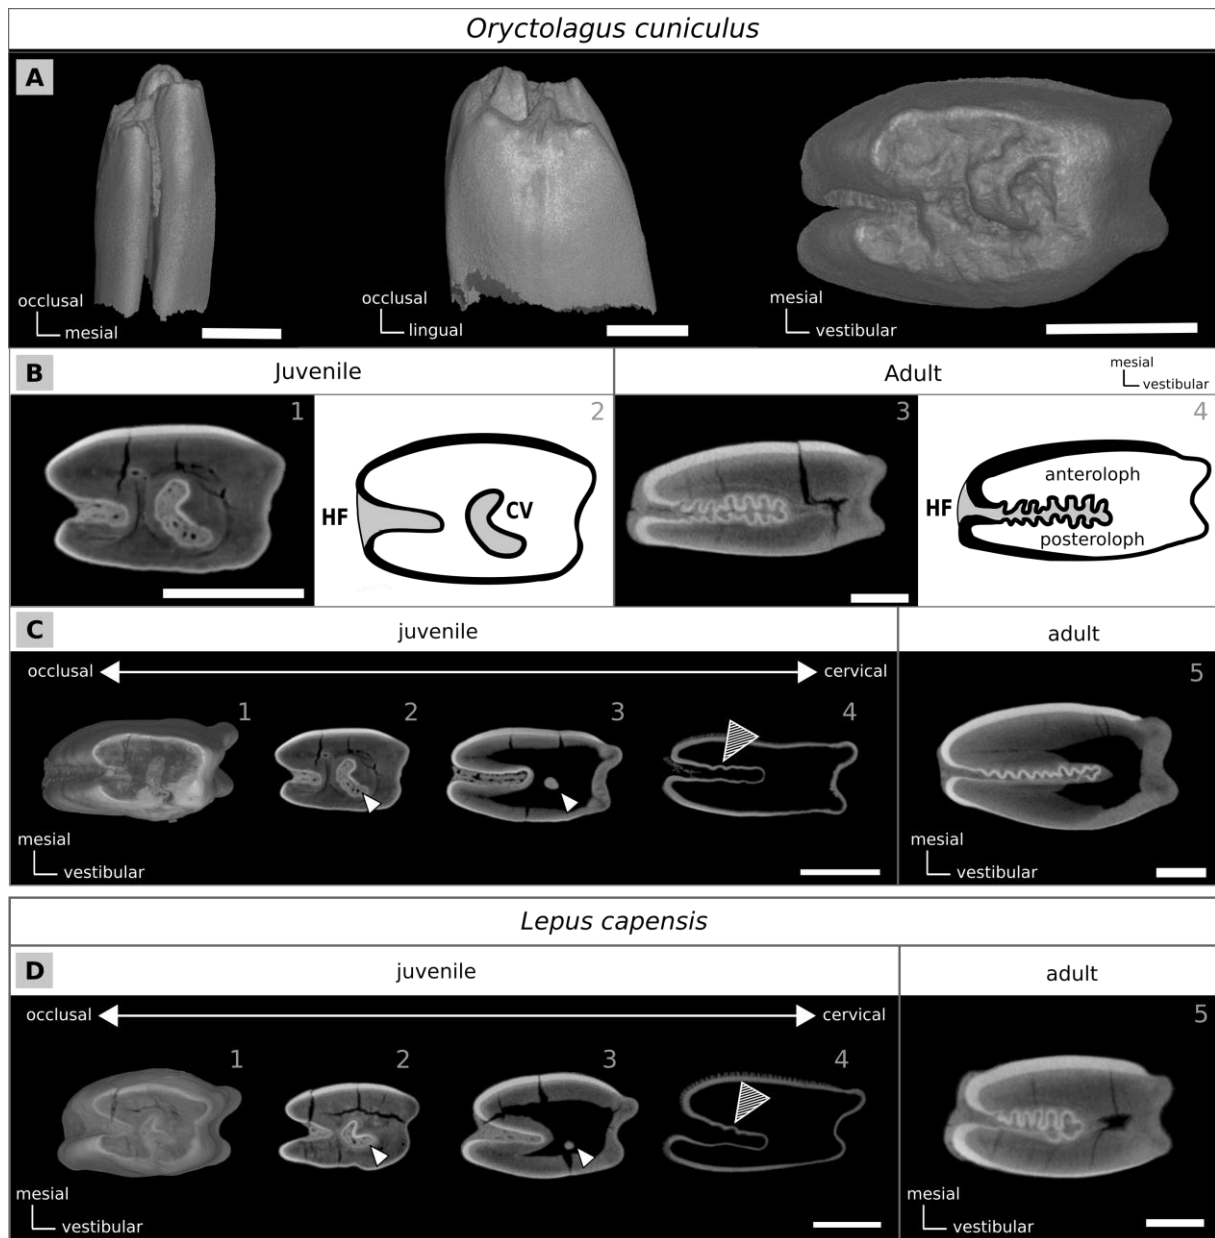 Oryctolagus cuniculus
A
occlusal
mesial
occlusal
lingual
mesial
vestibular
B
Juvenile
Adult
mesial
vestibular
1
2
HF
CV
3
4
HF
anteroloph
posteroloph
C
juvenile
adult
occlusal
cervical
1
2
3
4
5
mesial
vestibular
mesial
vestibular
Lepus capensis
D
juvenile
adult
occlusal
cervical
1
2
3
4
5
mesial
vestibular
mesial
vestibular